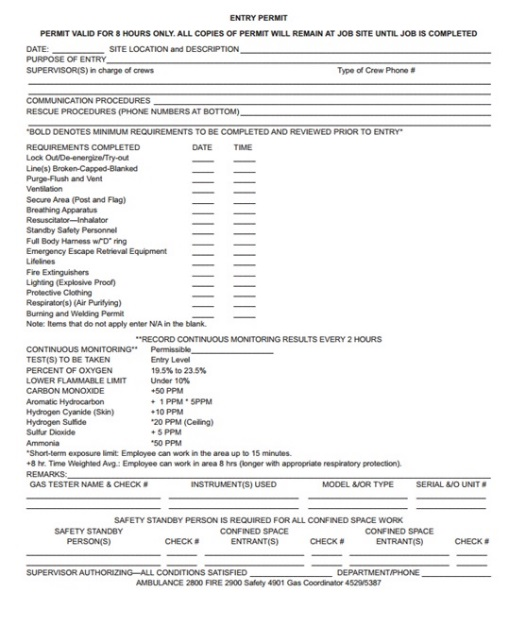 ENTRY PERMIT
PERMIT VALID FOR 8 HOURS ONLY. ALL COPIES OF PERMIT WILL REMAIN AT JOB SITE UNTIL JOB IS COMPLETED
DATE: SITE LOCATION and DESCRIPTION
PURPOSE OF ENTRY
SUPERVISOR(S) in charge of crews Type of Crew Phone #
COMMUNICATION PROCEDURES
RESCUE PROCEDURES (PHONE NUMBERS AT BOTTOM)
*BOLD DENOTES MINIMUM REQUIREMENTS TO BE COMPLETED AND REVIEWED PRIOR TO ENTRY*
REQUIREMENTS COMPLETED DATE TIME
Lock Out/De-energize/Try-out
Line(s) Broken-Capped-Blanked
Purge-Flush and Vent
Ventilation
Secure Area (Post and Flag)
Breathing Apparatus
Resuscitator—Inhalator
Standby Safety Personnel
Full Body Harness w/"D" ring
Emergency Escape Retrieval Equipment
Lifelines
Fire Extinguishers
Lighting (Explosive Proof)
Protective Clothing
Respirator(s) (Air Purifying)
Burning and Welding Permit
Note: Items that do not apply enter N/A in the blank.
**RECORD CONTINUOUS MONITORING RESULTS EVERY 2 HOURS
CONTINUOUS MONITORING** Permissible
TEST(S) TO BE TAKEN Entry Level
PERCENT OF OXYGEN 19.5% to 23.5%
LOWER FLAMMABLE LIMIT Under 10%
CARBON MONOXIDE +50 PPM
Aromatic Hydrocarbon + 1 PPM * 5PPM
Hydrogen Cyanide (Skin) +10 PPM
Hydrogen Sulfide *20 PPM (Ceiling)
Sulfur Dioxide + 5 PPM
Ammonia *50 PPM
*Short-term exposure limit: Employee can work in the area up to 15 minutes.
+8 hr. Time Weighted Avg.: Employee can work in area 8 hrs (longer with appropriate respiratory protection).
REMARKS:
GAS TESTER NAME & CHECK # INSTRUMENT(S) USED MODEL &/OR TYPE SERIAL &/O UNIT #
SAFETY STANDBY PERSON IS REQUIRED FOR ALL CONFINED SPACE WORK
SAFETY STANDBY CONFINED SPACE CONFINED SPACE
PERSON(S) CHECK # ENTRANT(S) CHECK # ENTRANT(S) CHECK #
SUPERVISOR AUTHORIZING—ALL CONDITIONS SATISFIED DEPARTMENT/PHONE
AMBULANCE 2800 FIRE 2900 Safety 4901 Gas Coordinator 4529/5387